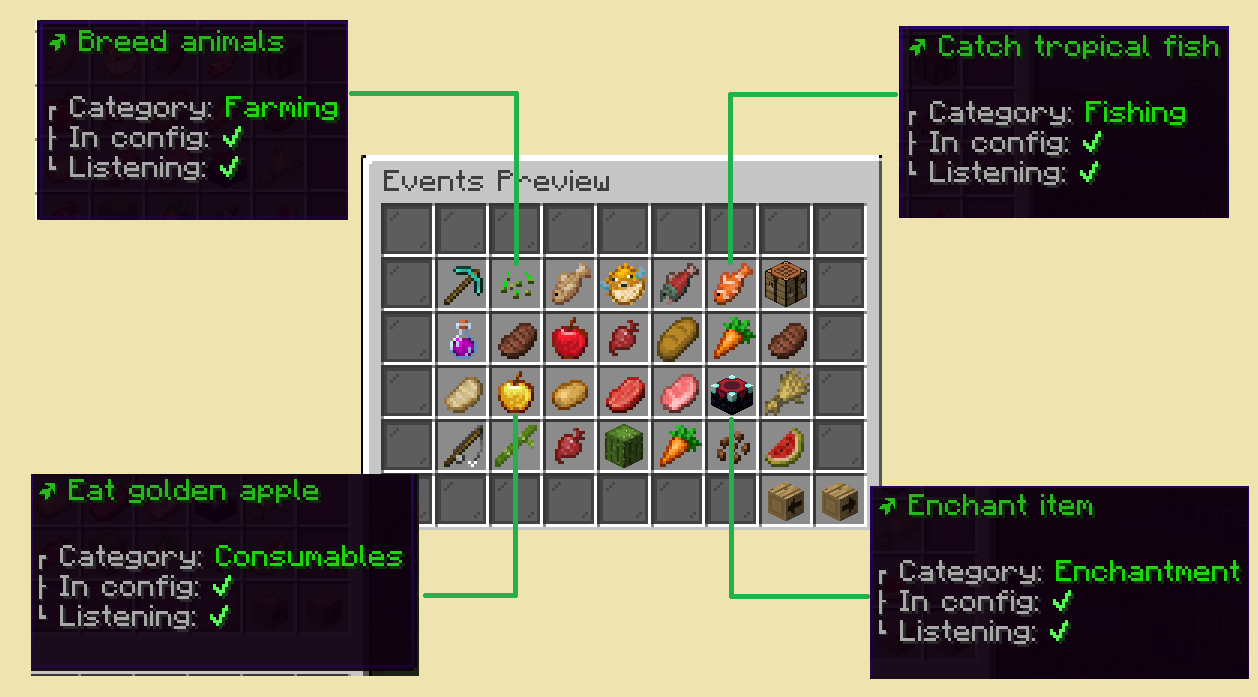 Breed animals
Category: Farming
In config: ✓
Listening: ✓
Catch tropical fish
Category: Fishing
In config: ✓
Listening: ✓
Events Preview
Eat golden apple
Category: Consumables
In config: ✓
Listening: ✓
Enchant item
Category: Enchantment
In config: ✓
Listening: ✓